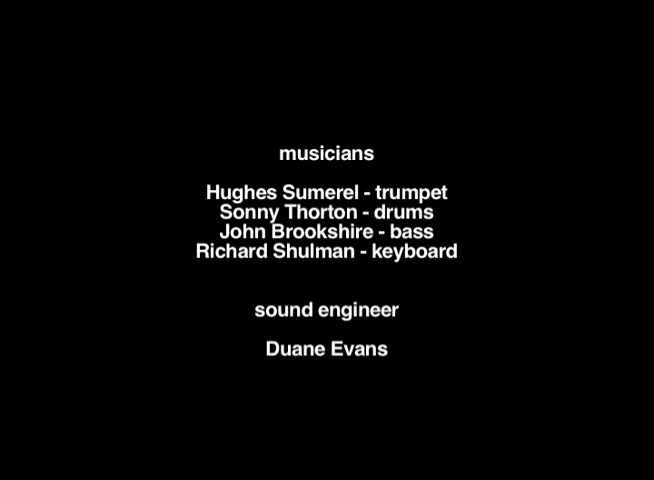 musicians
Hughes Sumerel - trumpet
Sonny Thorton - drums
John Brookshire - bass
Richard Shulman - keyboard
sound engineer
Duane Evans